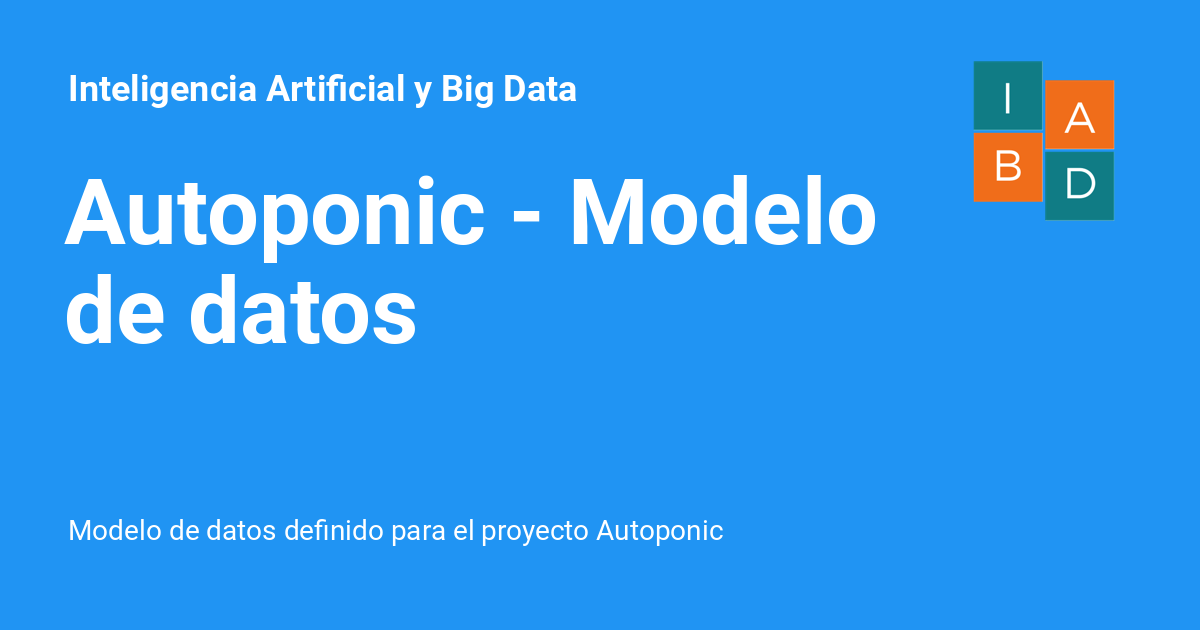 Inteligencia Artificial y Big Data
I A
B D
Autoponic - Modelo
de datos
Modelo de datos definido para el proyecto Autoponic